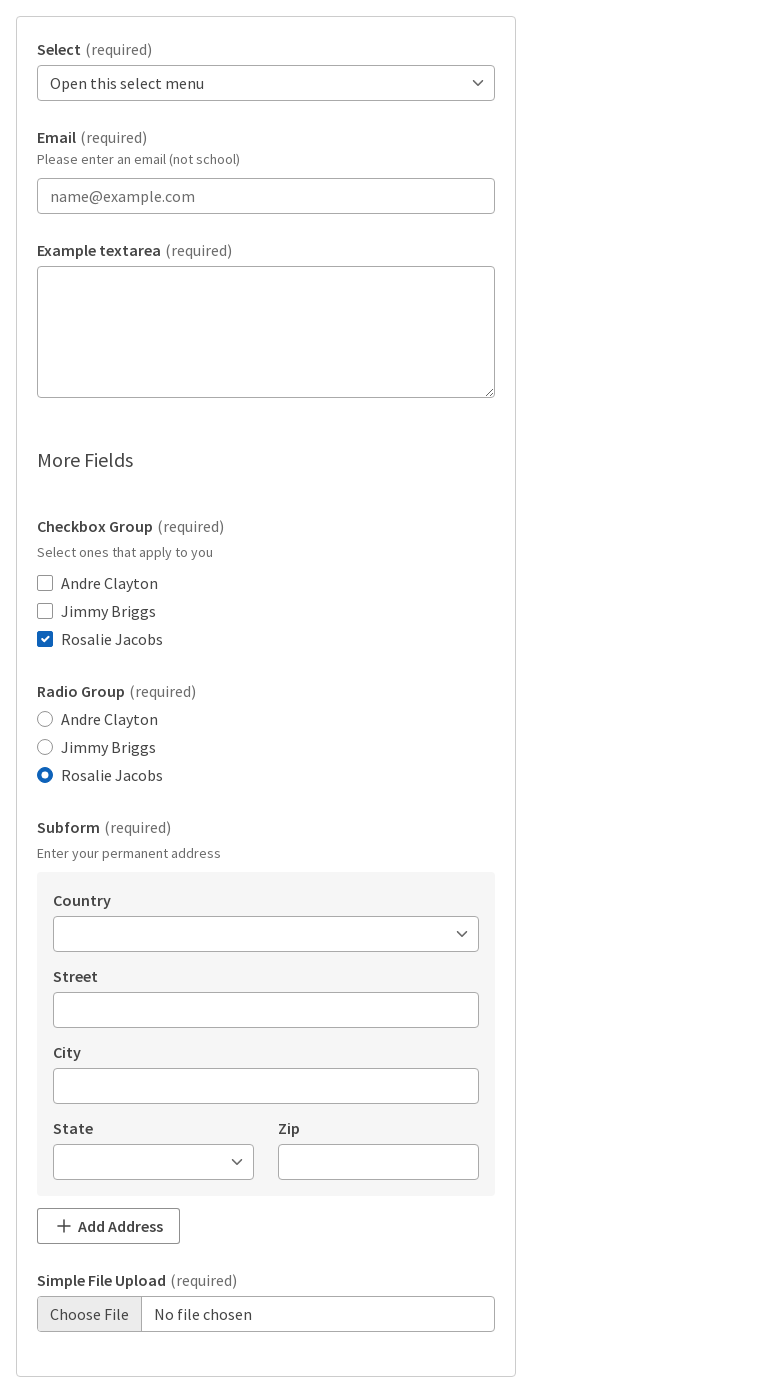 Select (required)
Open this select menu
Email (required)
Please enter an email (not school)
name@example.com
Example textarea (required)
More Fields
Checkbox Group (required)
Select ones that apply to you
Andre Clayton
Jimmy Briggs
Rosalie Jacobs
Radio Group (required)
Andre Clayton
Jimmy Briggs
Rosalie Jacobs
Subform (required)
Enter your permanent address
Country
Street
City
State Zip
Add Address
Simple File Upload (required)
Choose File No file chosen